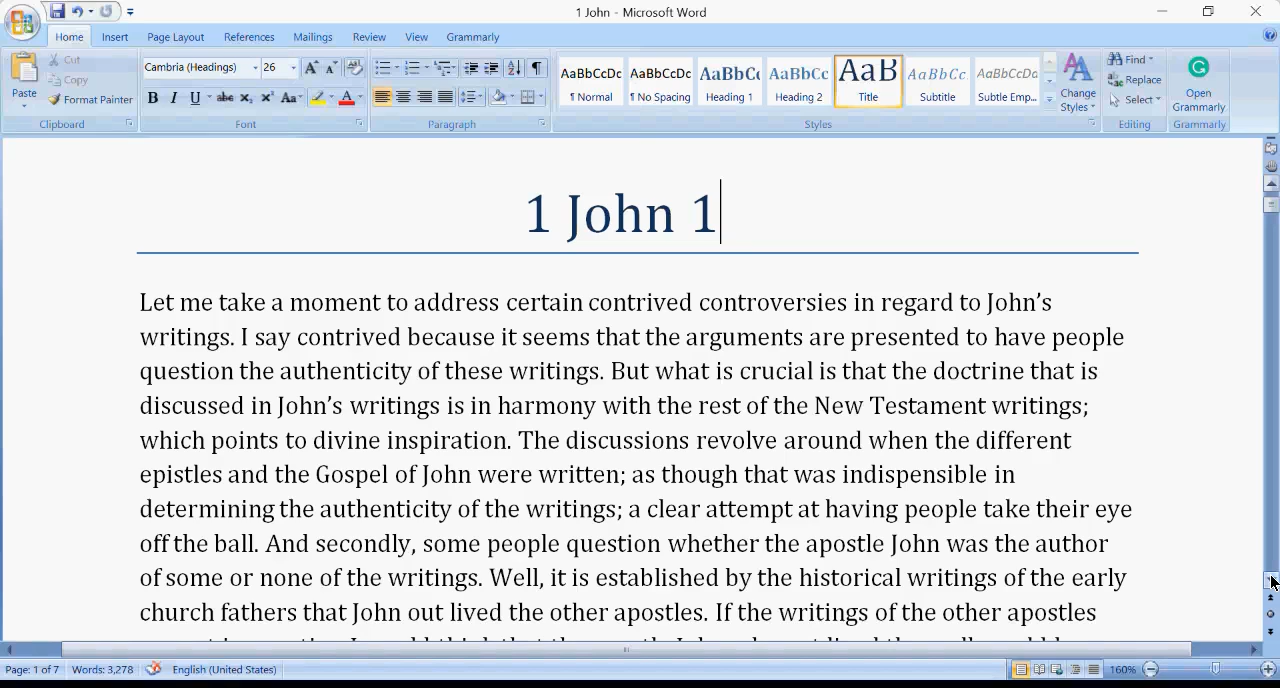 1 John - Microsoft Word
Home Insert Page Layout References Mailings Review View Grammarly
Cut
Copy
Format Painter
Paste
Clipboard
Cambria (Headings) 26
B I U abc x₂ x² Aa
Font
Paragraph
AaBbCcDc AaBbCcDc AaBbCc AaBbCc AaB AaBbCc. AaBbCcDa
¶ Normal ¶ No Spacing Heading 1 Heading 2 Title Subtitle Subtle Emp...
Change Styles
Styles
Find
Replace
Select
Editing
Open Grammarly
Grammarly
1 John 1
Let me take a moment to address certain contrived controversies in regard to John’s
writings. I say contrived because it seems that the arguments are presented to have people
question the authenticity of these writings. But what is crucial is that the doctrine that is
discussed in John’s writings is in harmony with the rest of the New Testament writings;
which points to divine inspiration. The discussions revolve around when the different
epistles and the Gospel of John were written; as though that was indispensible in
determining the authenticity of the writings; a clear attempt at having people take their eye
off the ball. And secondly, some people question whether the apostle John was the author
of some or none of the writings. Well, it is established by the historical writings of the early
church fathers that John out lived the other apostles. If the writings of the other apostles
Page: 1 of 7 Words: 3,278 English (United States) 160%